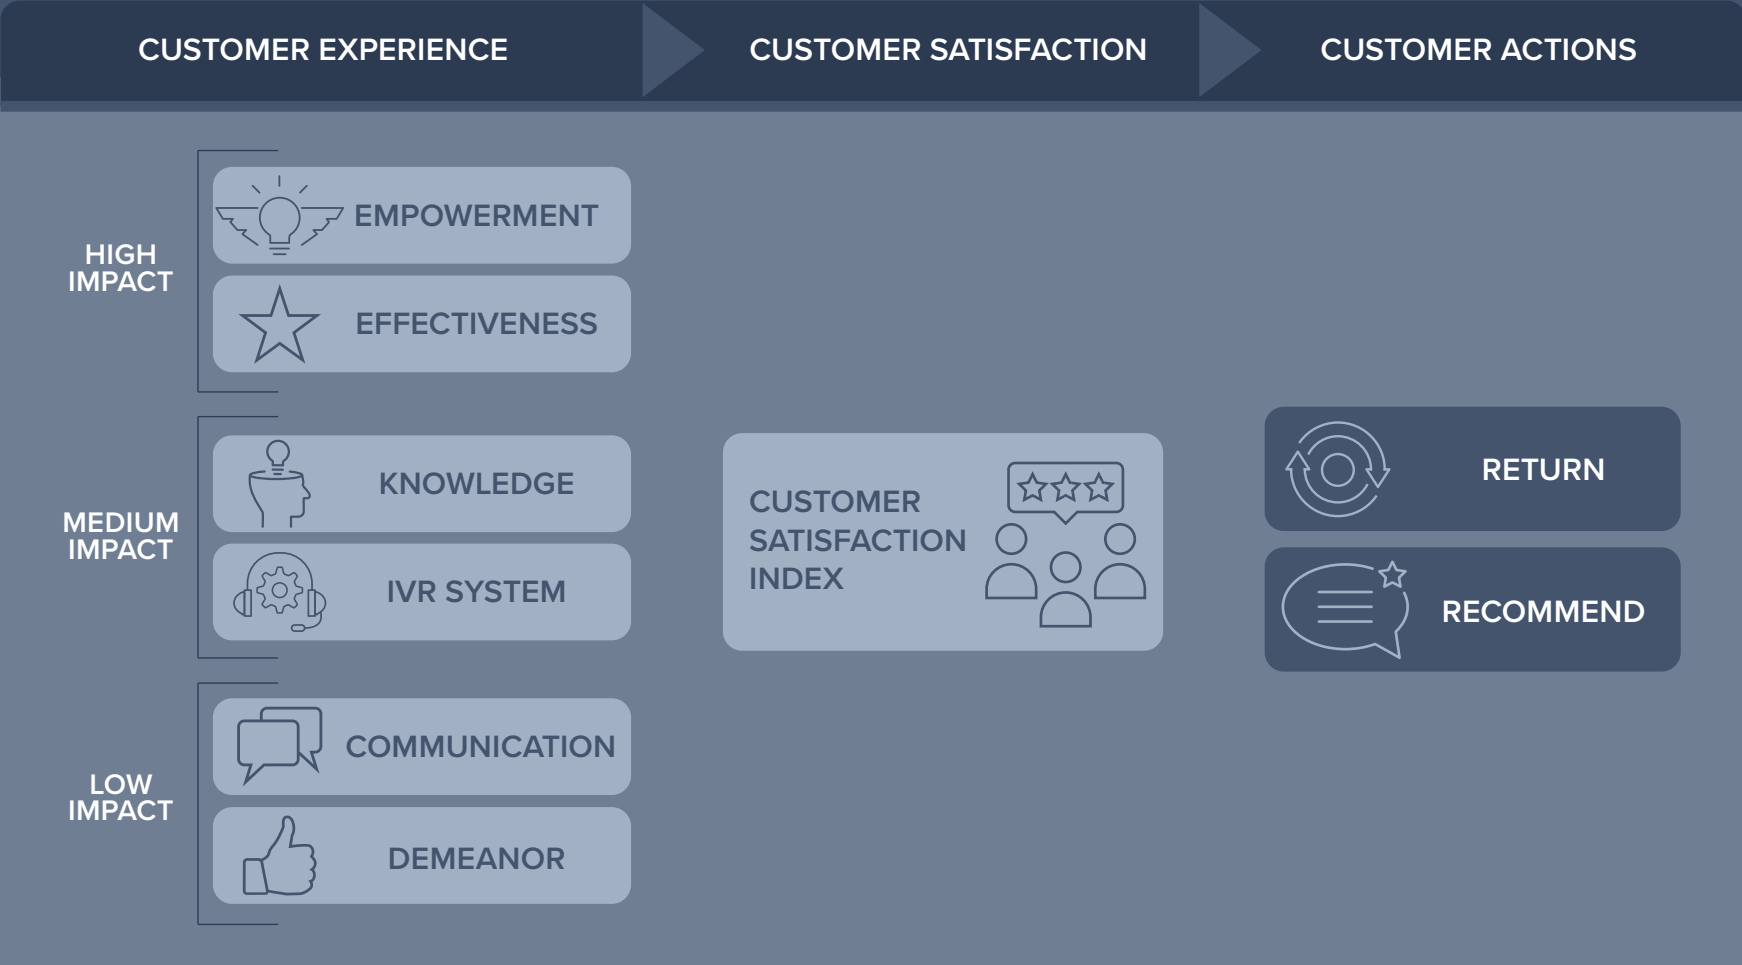 CUSTOMER EXPERIENCE
CUSTOMER SATISFACTION
CUSTOMER ACTIONS
HIGH
IMPACT
EMPOWERMENT
EFFECTIVENESS
MEDIUM
IMPACT
KNOWLEDGE
IVR SYSTEM
LOW
IMPACT
COMMUNICATION
DEMEANOR
CUSTOMER
SATISFACTION
INDEX
RETURN
RECOMMEND